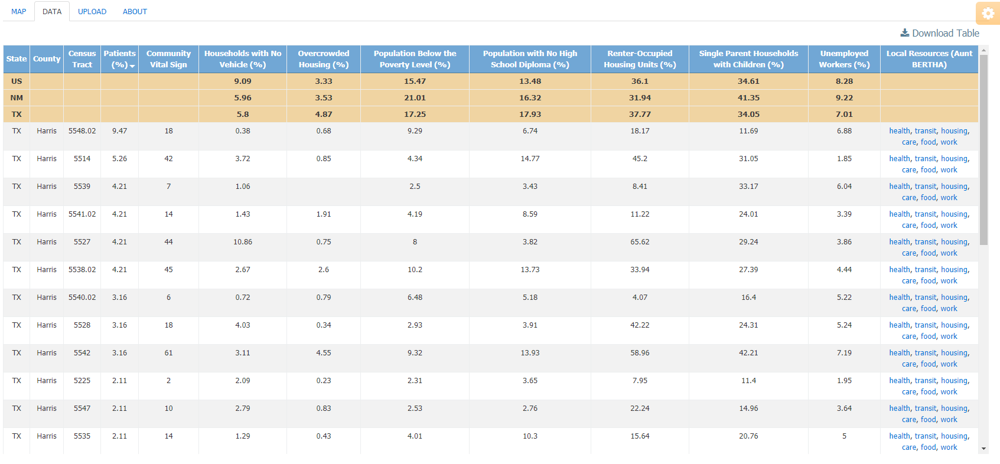 MAP DATA UPLOAD ABOUT
Download Table
State County Census Tract Patients (%) Community Vital Sign Households with No Vehicle (%) Overcrowded Housing (%) Population Below the Poverty Level (%) Population with No High School Diploma (%) Renter-Occupied Housing Units (%) Single Parent Households with Children (%) Unemployed Workers (%) Local Resources (Aunt BERTHA)
US 9.09 3.33 15.47 13.48 36.1 34.61 8.28
NM 5.96 3.53 21.01 16.32 31.94 41.35 9.22
TX 5.8 4.87 17.25 17.93 37.77 34.05 7.01
TX Harris 5548.02 9.47 18 0.38 0.68 9.29 6.74 18.17 11.69 6.88 health, transit, housing,
care, food, work
TX Harris 5514 5.26 42 3.72 0.85 4.34 14.77 45.2 31.05 1.85 health, transit, housing,
care, food, work
TX Harris 5539 4.21 7 1.06 2.5 3.43 8.41 33.17 6.04 health, transit, housing,
care, food, work
TX Harris 5541.02 4.21 14 1.43 1.91 4.19 8.59 11.22 24.01 3.39 health, transit, housing,
care, food, work
TX Harris 5527 4.21 44 10.86 0.75 8 3.82 65.62 29.24 3.86 health, transit, housing,
care, food, work
TX Harris 5538.02 4.21 45 2.67 2.6 10.2 13.73 33.94 27.39 4.44 health, transit, housing,
care, food, work
TX Harris 5540.02 3.16 6 0.72 0.79 6.48 5.18 4.07 16.4 5.22 health, transit, housing,
care, food, work
TX Harris 5528 3.16 18 4.03 0.34 2.93 3.91 42.22 24.31 5.24 health, transit, housing,
care, food, work
TX Harris 5542 3.16 61 3.11 4.55 9.32 13.93 58.96 42.21 7.19 health, transit, housing,
care, food, work
TX Harris 5225 2.11 2 2.09 0.23 2.31 3.65 7.95 11.4 1.95 health, transit, housing,
care, food, work
TX Harris 5547 2.11 10 2.79 0.83 2.53 2.76 22.24 14.96 3.64 health, transit, housing,
care, food, work
TX Harris 5535 2.11 14 1.29 0.43 4.01 10.3 15.64 20.76 5 health, transit, housing,
care, food, work